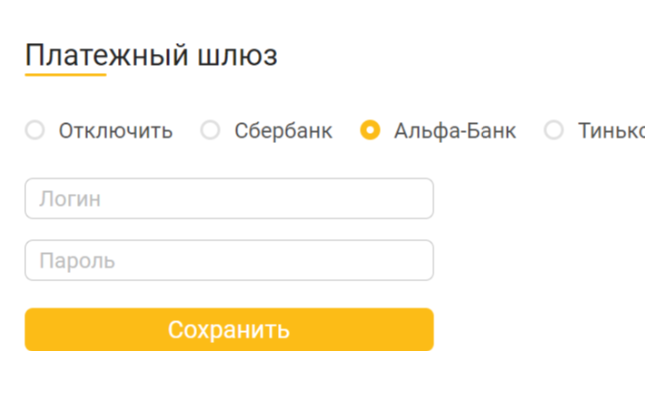 Платежный шлюз
Отключить Сбербанк Альфа-Банк
Логин
Пароль
Сохранить